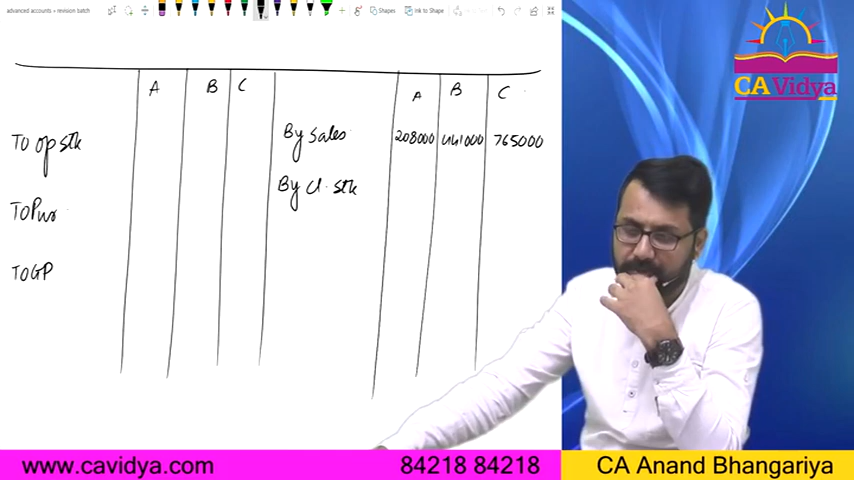 advanced accounts + revision batch
Shapes
Ink to Shape
CA Vidya
A B C A B C
To op stk By Sales 208000 441000 765000
By Cl. Stk
To Pur
To GP
www.cavidya.com 84218 84218 CA Anand Bhangariya